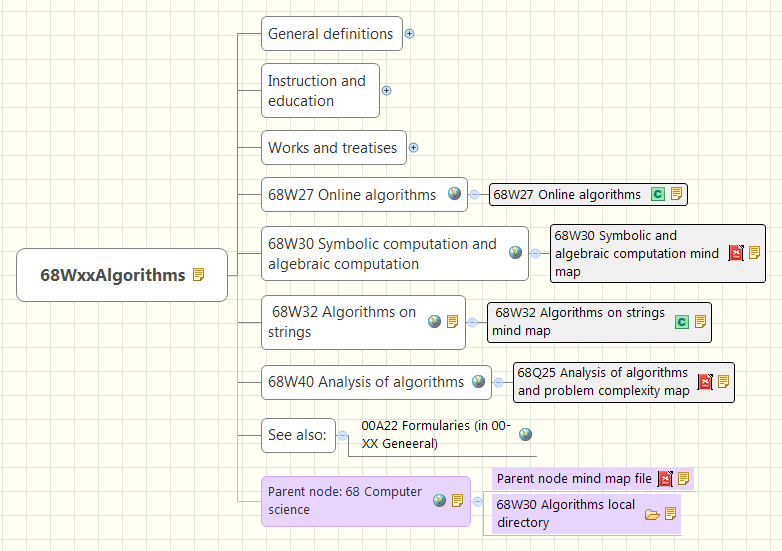 General definitions
Instruction and
education
Works and treatises
68W27 Online algorithms
68W27 Online algorithms
C
68W30 Symbolic computation and
algebraic computation
68W30 Symbolic and
algebraic computation mind
map
68WxxAlgorithms
68W32 Algorithms on
strings
68W32 Algorithms on strings
mind map
C
68W40 Analysis of algorithms
68Q25 Analysis of algorithms
and problem complexity map
See also:
00A22 Formularies (in 00-
XX Geneeral)
Parent node: 68 Computer
science
Parent node mind map file
68W30 Algorithms local
directory